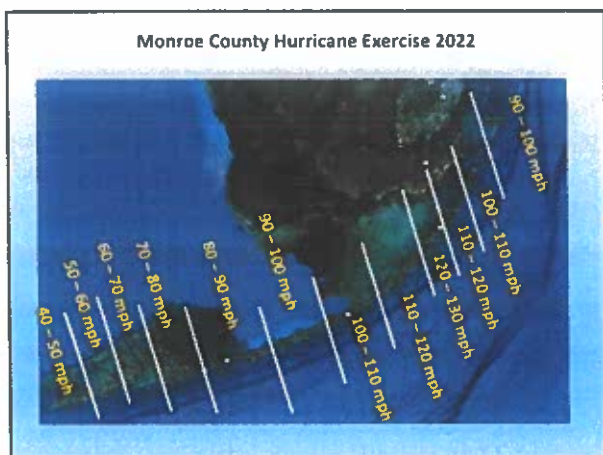 Monroe County Hurricane Exercise 2022
40 – 50 mph
50 – 60 mph
60 – 70 mph
70 – 80 mph
80 – 90 mph
90 – 100 mph
100 – 110 mph
110 – 120 mph
120 – 130 mph
110 – 120 mph
100 – 110 mph
90 – 100 mph